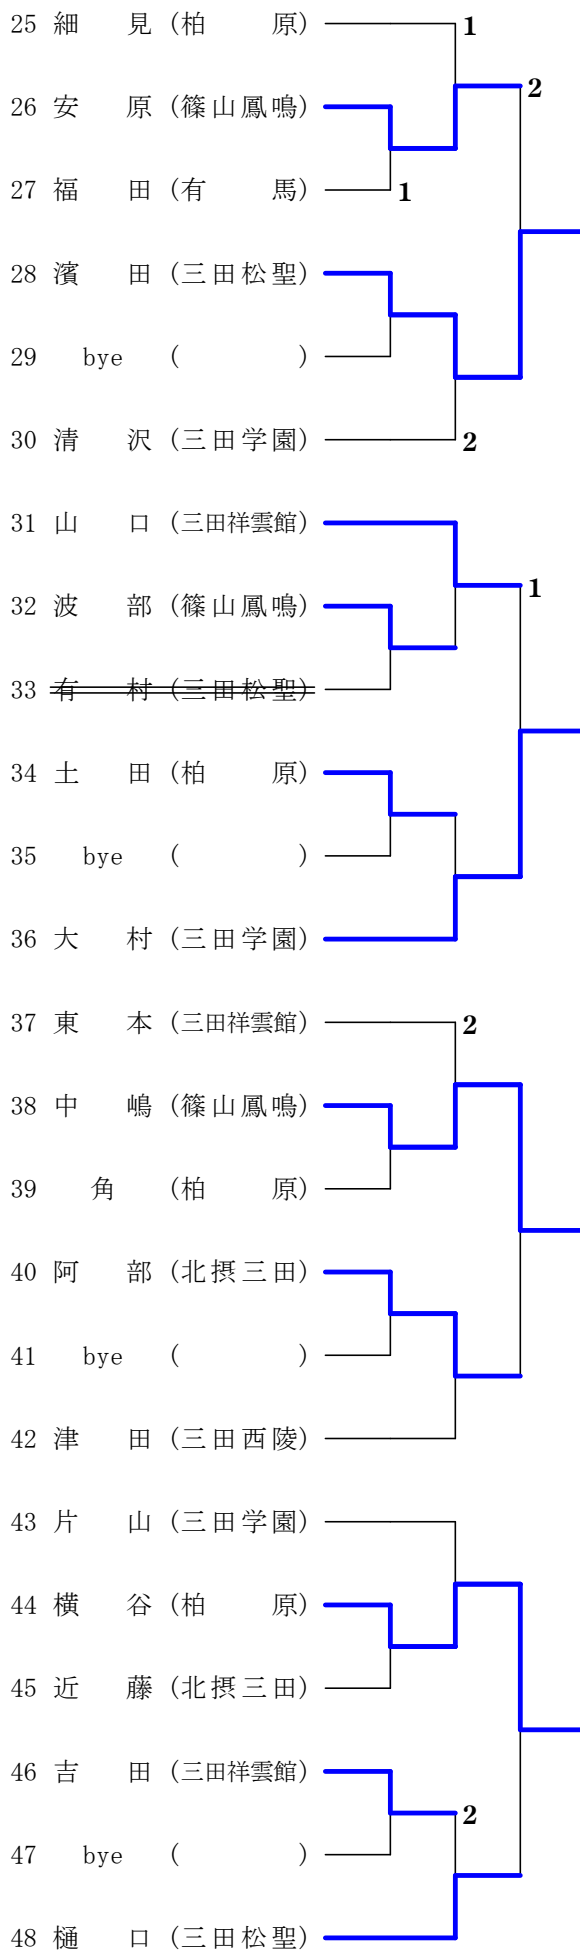 25 細見 (柏原) 1
2
26 安原 (篠山鳳鳴)
27 福田 (有馬) 1
28 濱田 (三田松聖)
29 bye ( )
30 清沢 (三田学園) 2
31 山口 (三田祥雲館)
1
32 波部 (篠山鳳鳴)
33 有村 (三田松聖)
34 土田 (柏原)
35 bye ( )
36 大村 (三田学園)
37 東本 (三田祥雲館) 2
38 中嶋 (篠山鳳鳴)
39 角 (柏原)
40 阿部 (北摂三田)
41 bye ( )
42 津田 (三田西陵)
43 片山 (三田学園)
44 横谷 (柏原)
45 近藤 (北摂三田)
46 吉田 (三田祥雲館)
2
47 bye ( )
48 樋口 (三田松聖)